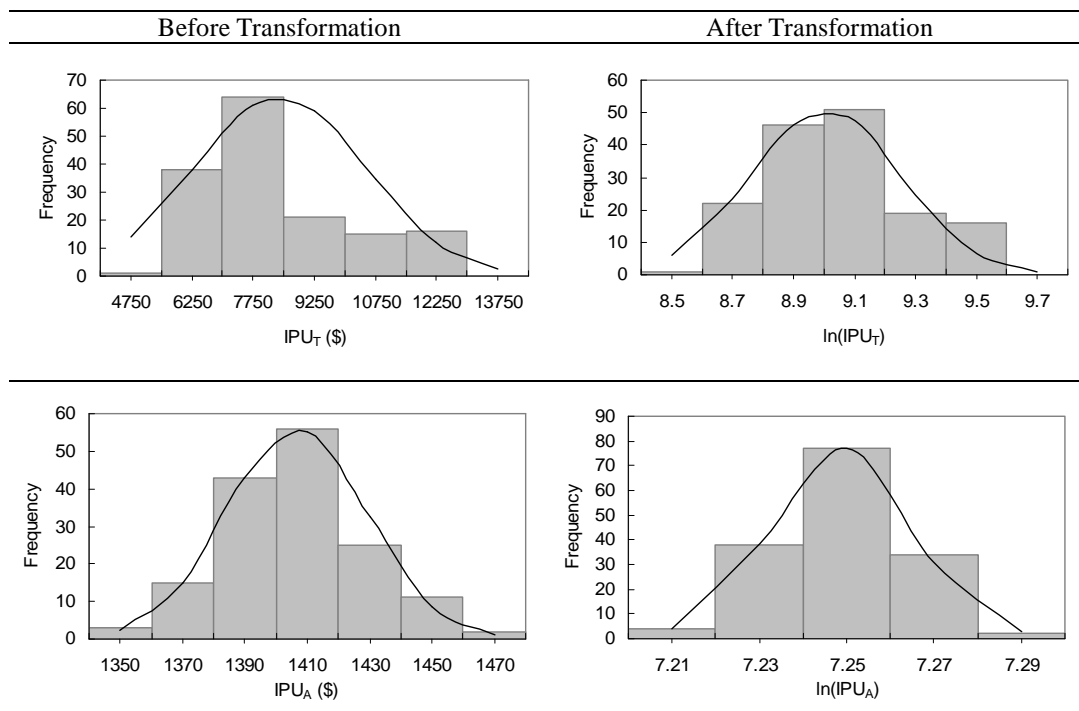 Before Transformation
After Transformation
70
60
50
40
30
20
10
0
Frequency
4750 6250 7750 9250 10750 12250 13750
IPU_T ($)
60
50
40
30
20
10
0
Frequency
8.5 8.7 8.9 9.1 9.3 9.5 9.7
ln(IPU_T)
60
50
40
30
20
10
0
Frequency
1350 1370 1390 1410 1430 1450 1470
IPU_A ($)
90
80
70
60
50
40
30
20
10
0
Frequency
7.21 7.23 7.25 7.27 7.29
ln(IPU_A)